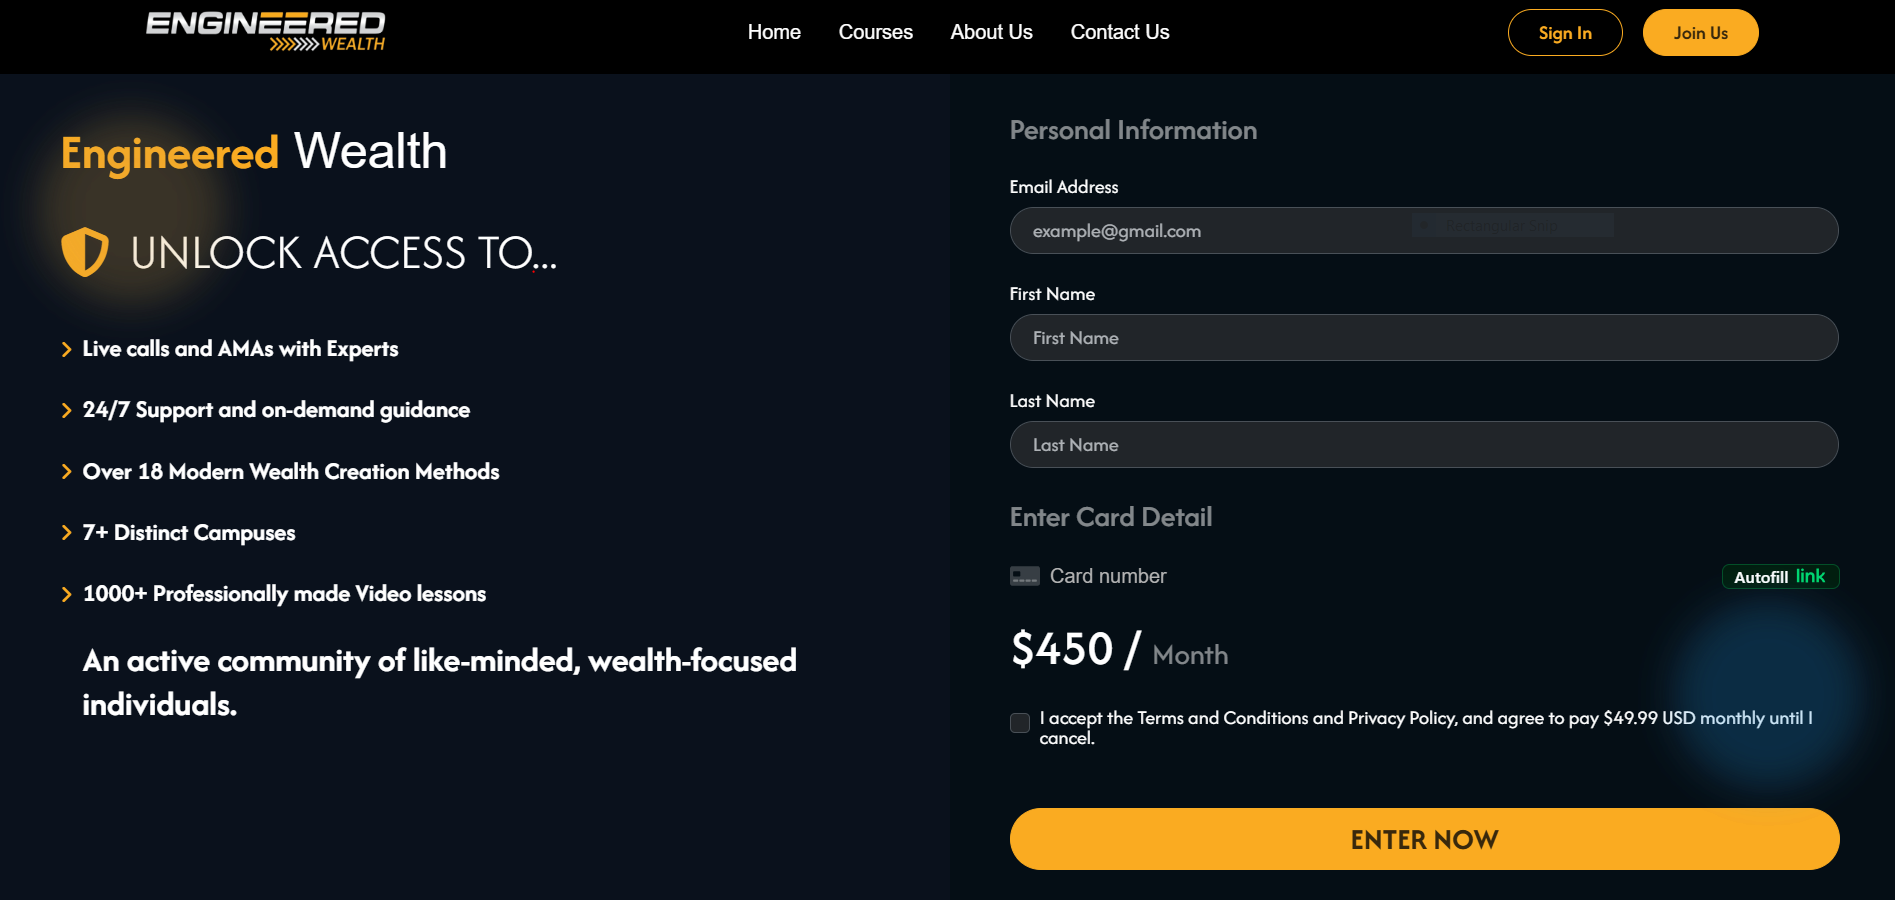 ENGINEERED
WEALTH
Home
Courses
About Us
Contact Us
Sign In
Join Us
Engineered Wealth
UNLOCK ACCESS TO...
Live calls and AMAs with Experts
24/7 Support and on-demand guidance
Over 18 Modern Wealth Creation Methods
7+ Distinct Campuses
1000+ Professionally made Video lessons
An active community of like-minded, wealth-focused
individuals.
Personal Information
Email Address
example@gmail.com
Rectangular Snip
First Name
First Name
Last Name
Last Name
Enter Card Detail
Card number
Autofill link
$450 / Month
I accept the Terms and Conditions and Privacy Policy, and agree to pay $49.99 USD monthly until I
cancel.
ENTER NOW